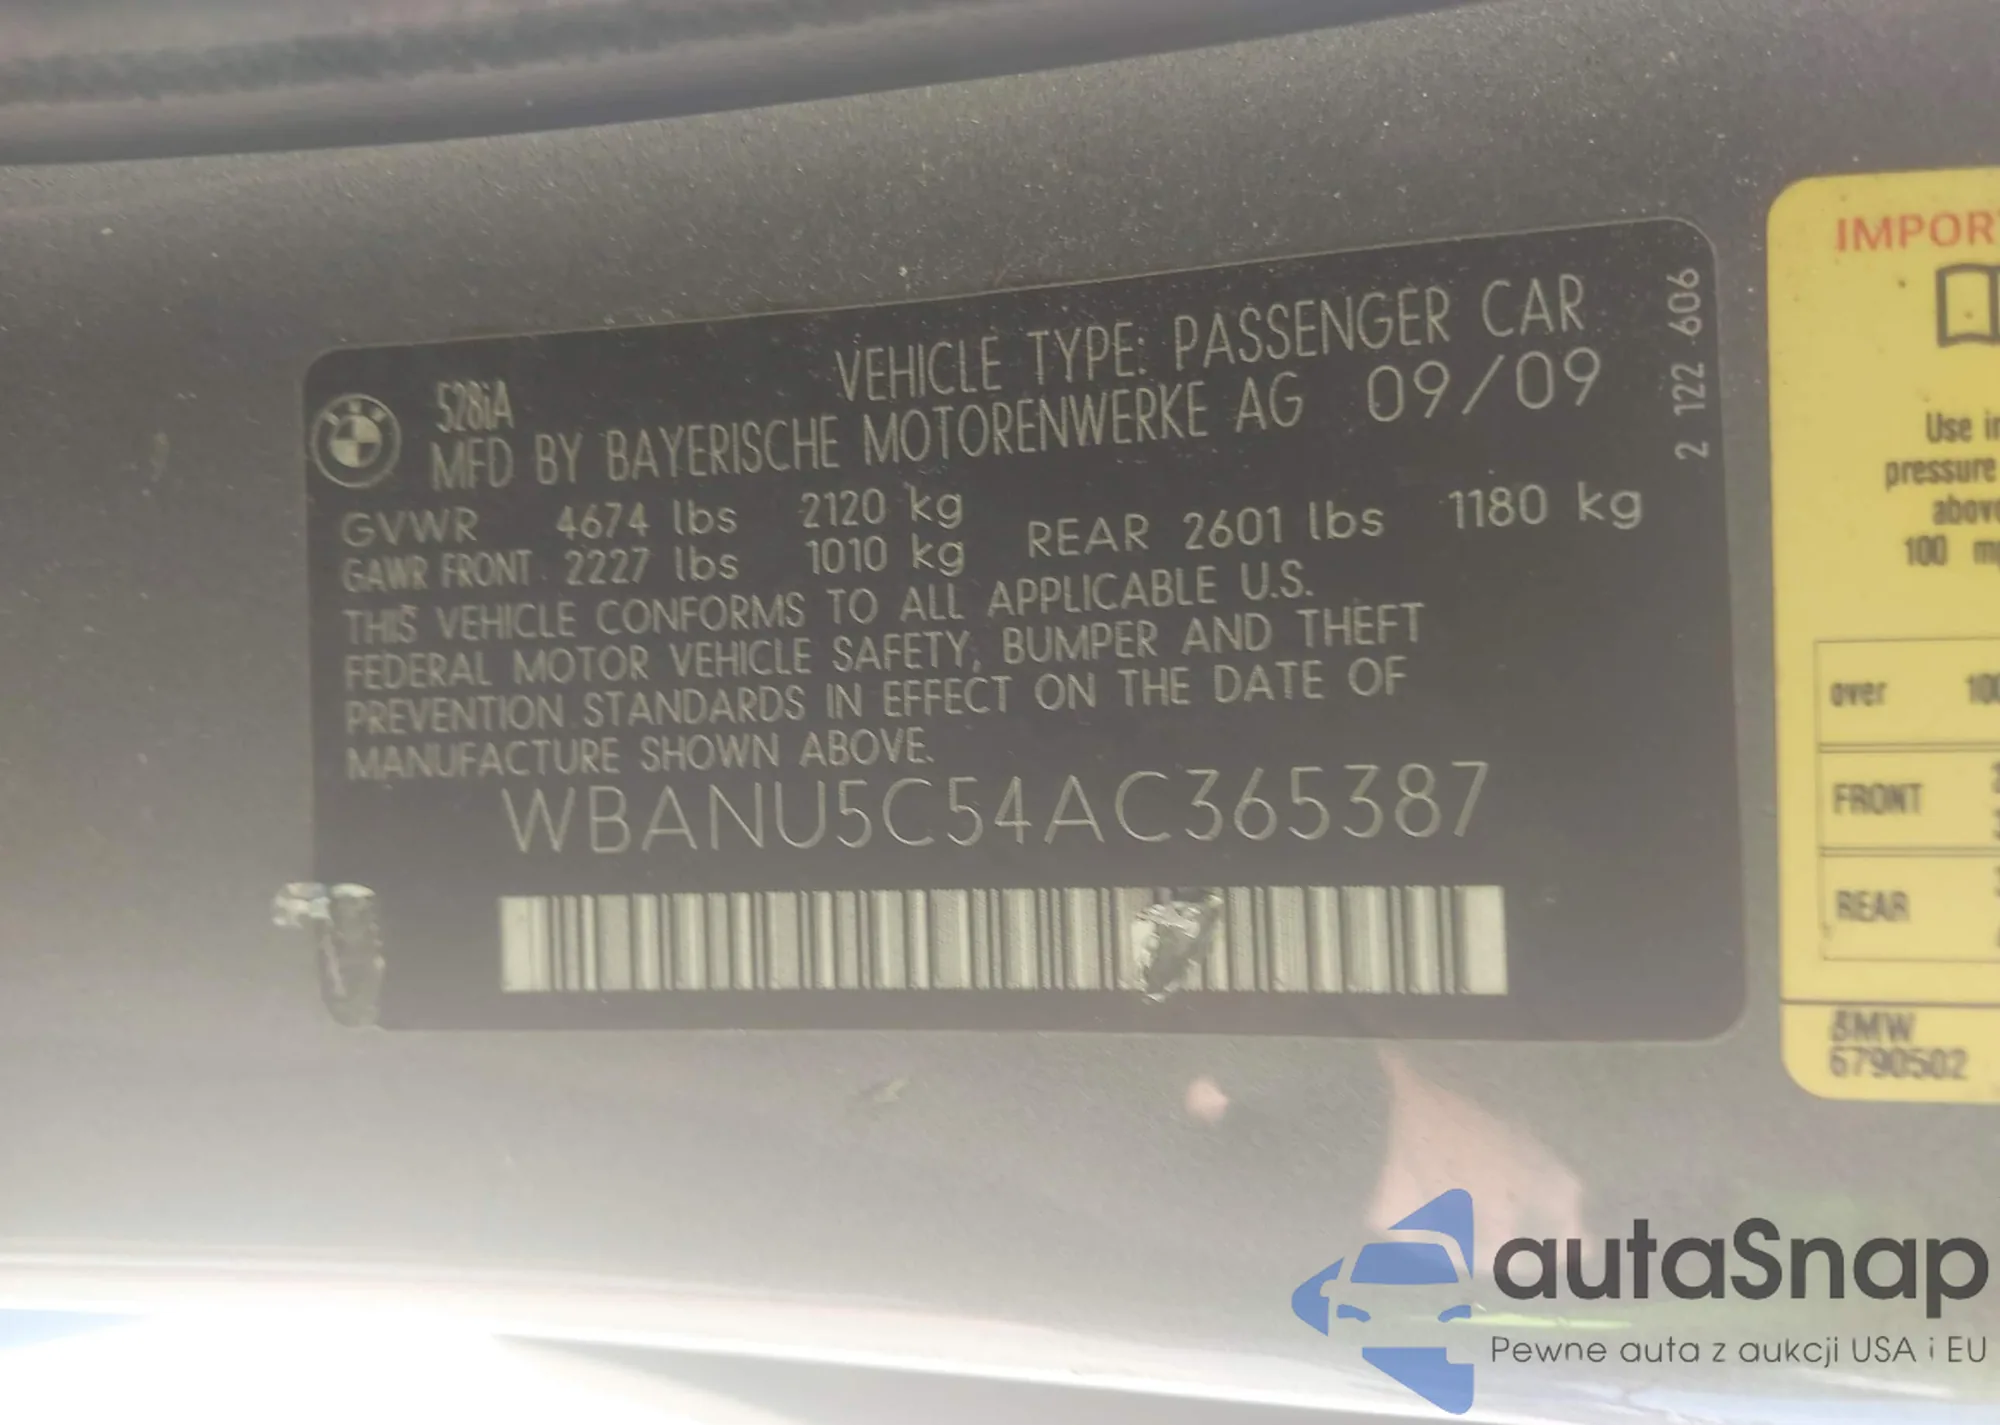 528iA
VEHICLE TYPE: PASSENGER CAR
MFD BY BAYERISCHE MOTORENWERKE AG 09/09
GVWR 4674 lbs 2120 kg
GAWR FRONT 2227 lbs 1010 kg REAR 2601 lbs 1180 kg
THIS VEHICLE CONFORMS TO ALL APPLICABLE U.S.
FEDERAL MOTOR VEHICLE SAFETY, BUMPER AND THEFT
PREVENTION STANDARDS IN EFFECT ON THE DATE OF
MANUFACTURE SHOWN ABOVE.
WBANU5C54AC365387
2 122 606
IMPOR
Use in
pressure
above
100
over 100
FRONT
REAR
BMW
6790502
autaSnap
Pewne auta z aukcji USA i EU